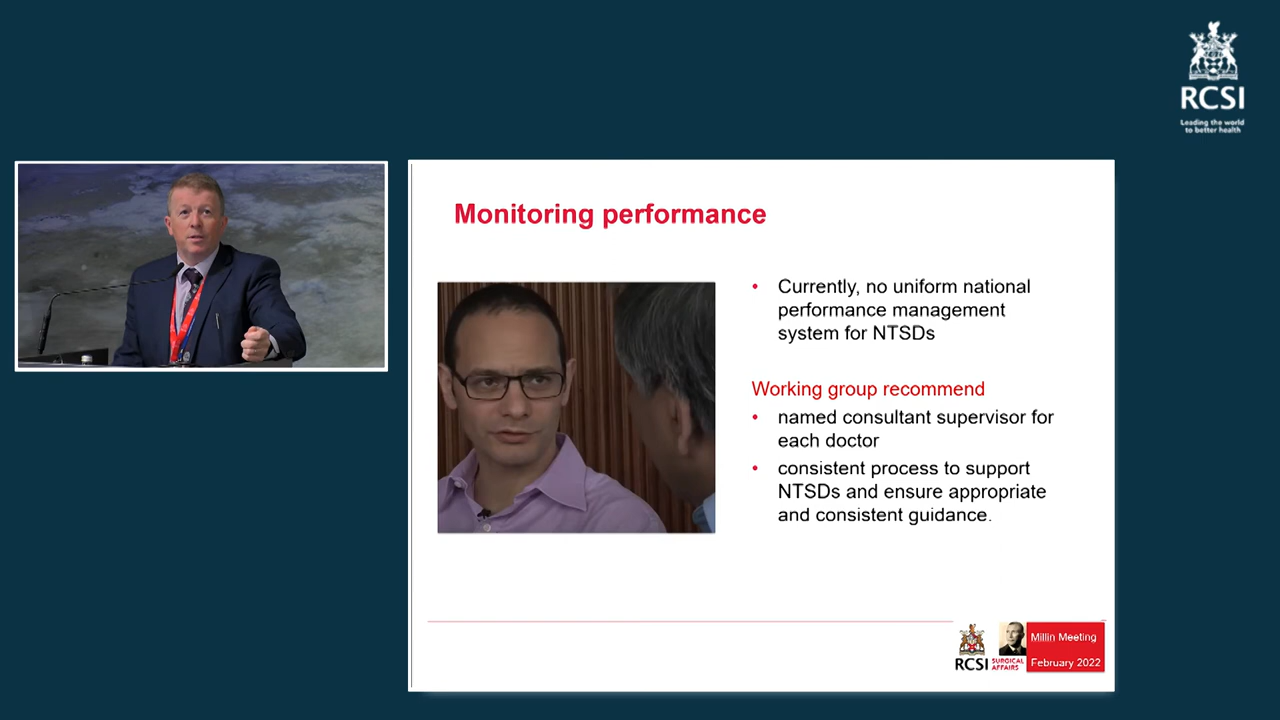 RCSI
Leading the world
to better health
Monitoring performance
• Currently, no uniform national
performance management
system for NTSDs
Working group recommend
• named consultant supervisor for
each doctor
• consistent process to support
NTSDs and ensure appropriate
and consistent guidance.
RCSI SURGICAL
AFFAIRS
Millin Meeting
February 2022